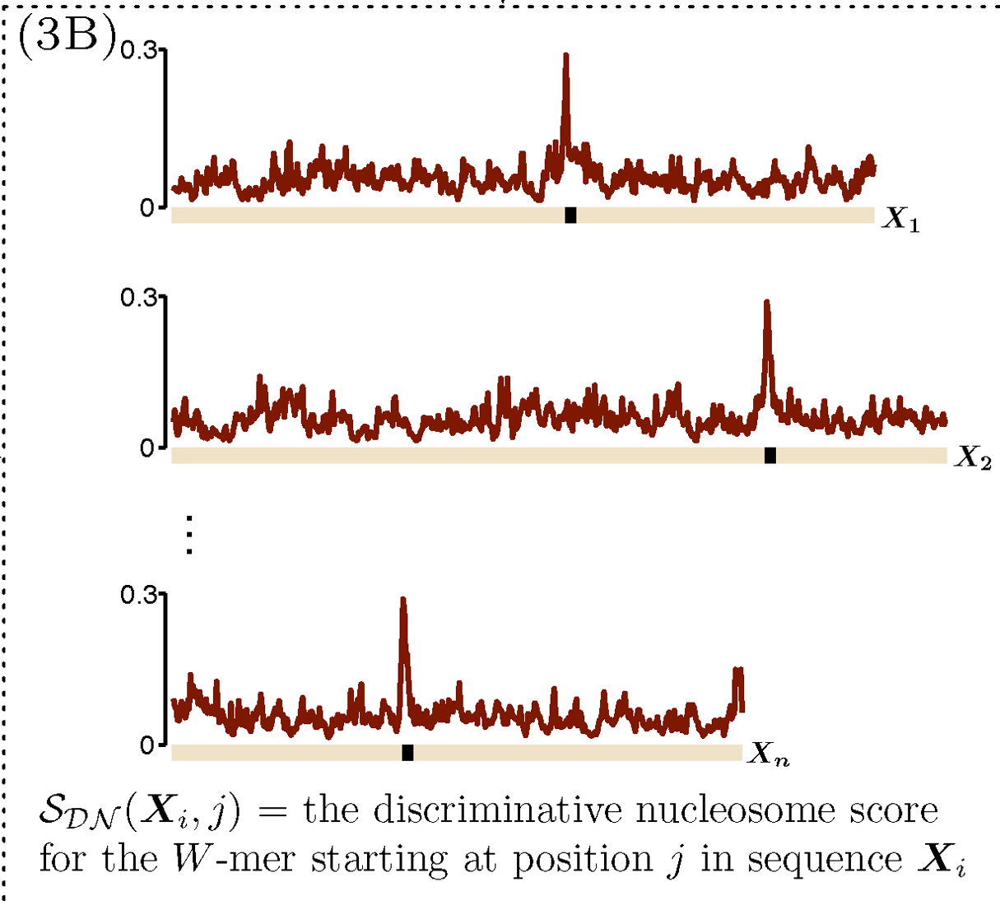 (3B)
0.3
0
X₁
0.3
0
X₂
⋮
0.3
0
Xₙ
𝒮_𝒟𝒩(Xᵢ, j) = the discriminative nucleosome score
for the W-mer starting at position j in sequence Xᵢ